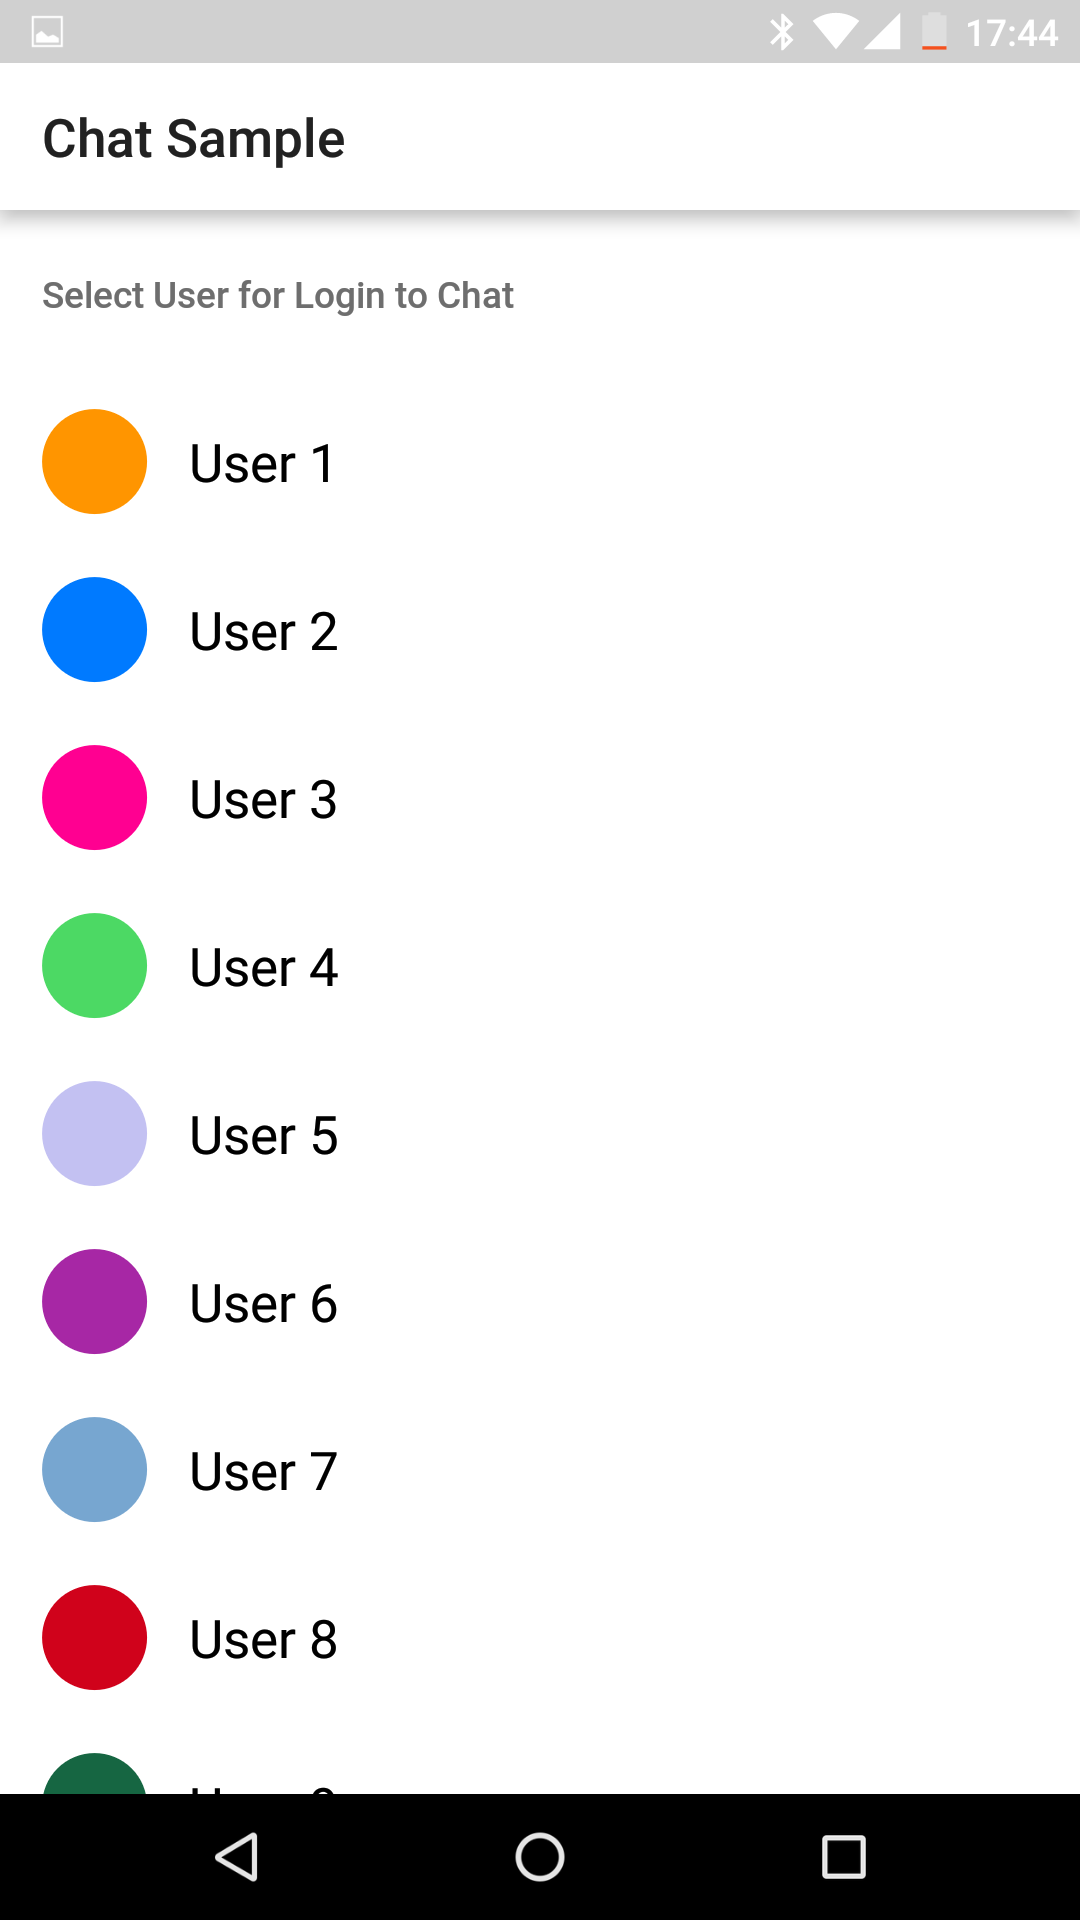 17:44
Chat Sample
Select User for Login to Chat
User 1
User 2
User 3
User 4
User 5
User 6
User 7
User 8